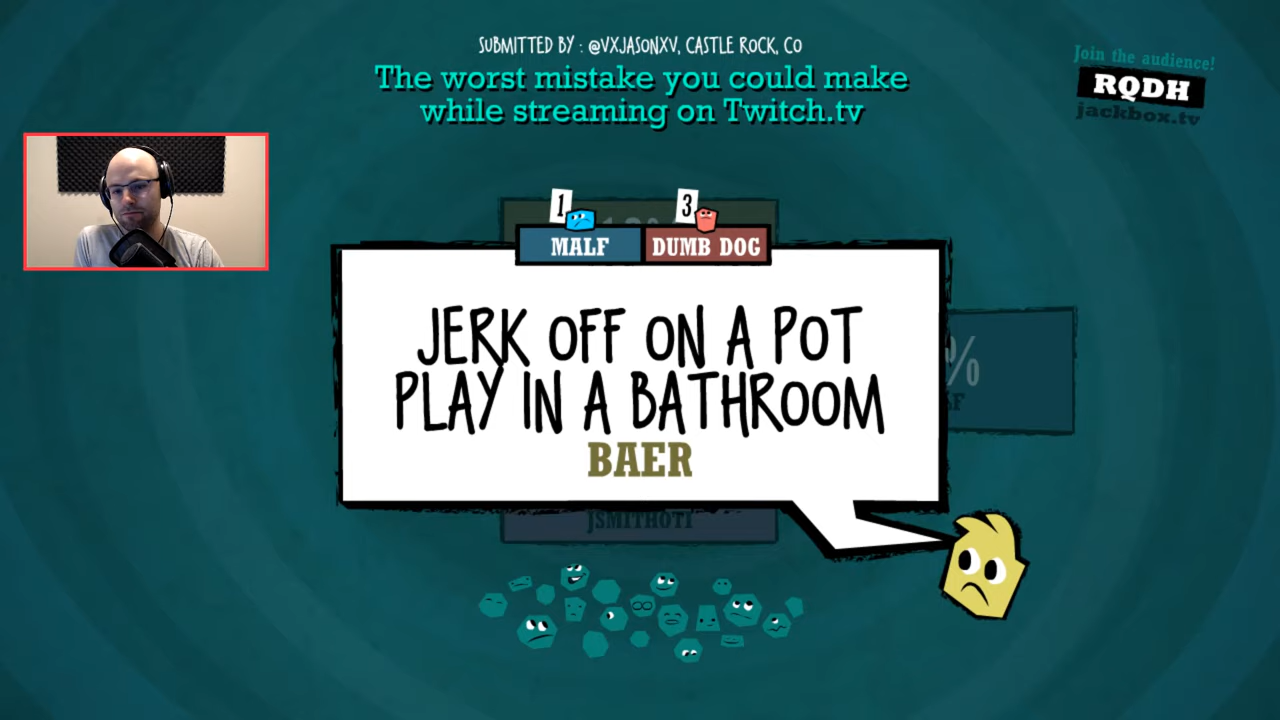 SUBMITTED BY : @VXJASONXV, CASTLE ROCK, CO
The worst mistake you could make
while streaming on Twitch.tv
Join the audience!
RQDH
jackbox.tv
1
3
MALF
DUMB DOG
JERK OFF ON A POT
PLAY IN A BATHROOM
BAER
%
JSMITHOTI